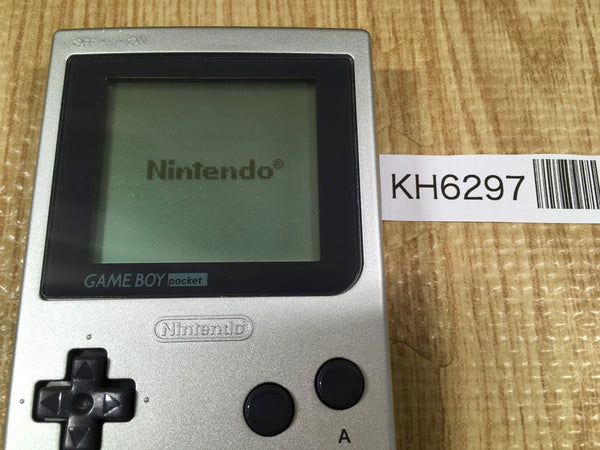 OFF ON
Nintendo®
KH6297
GAME BOY pocket
Nintendo
A